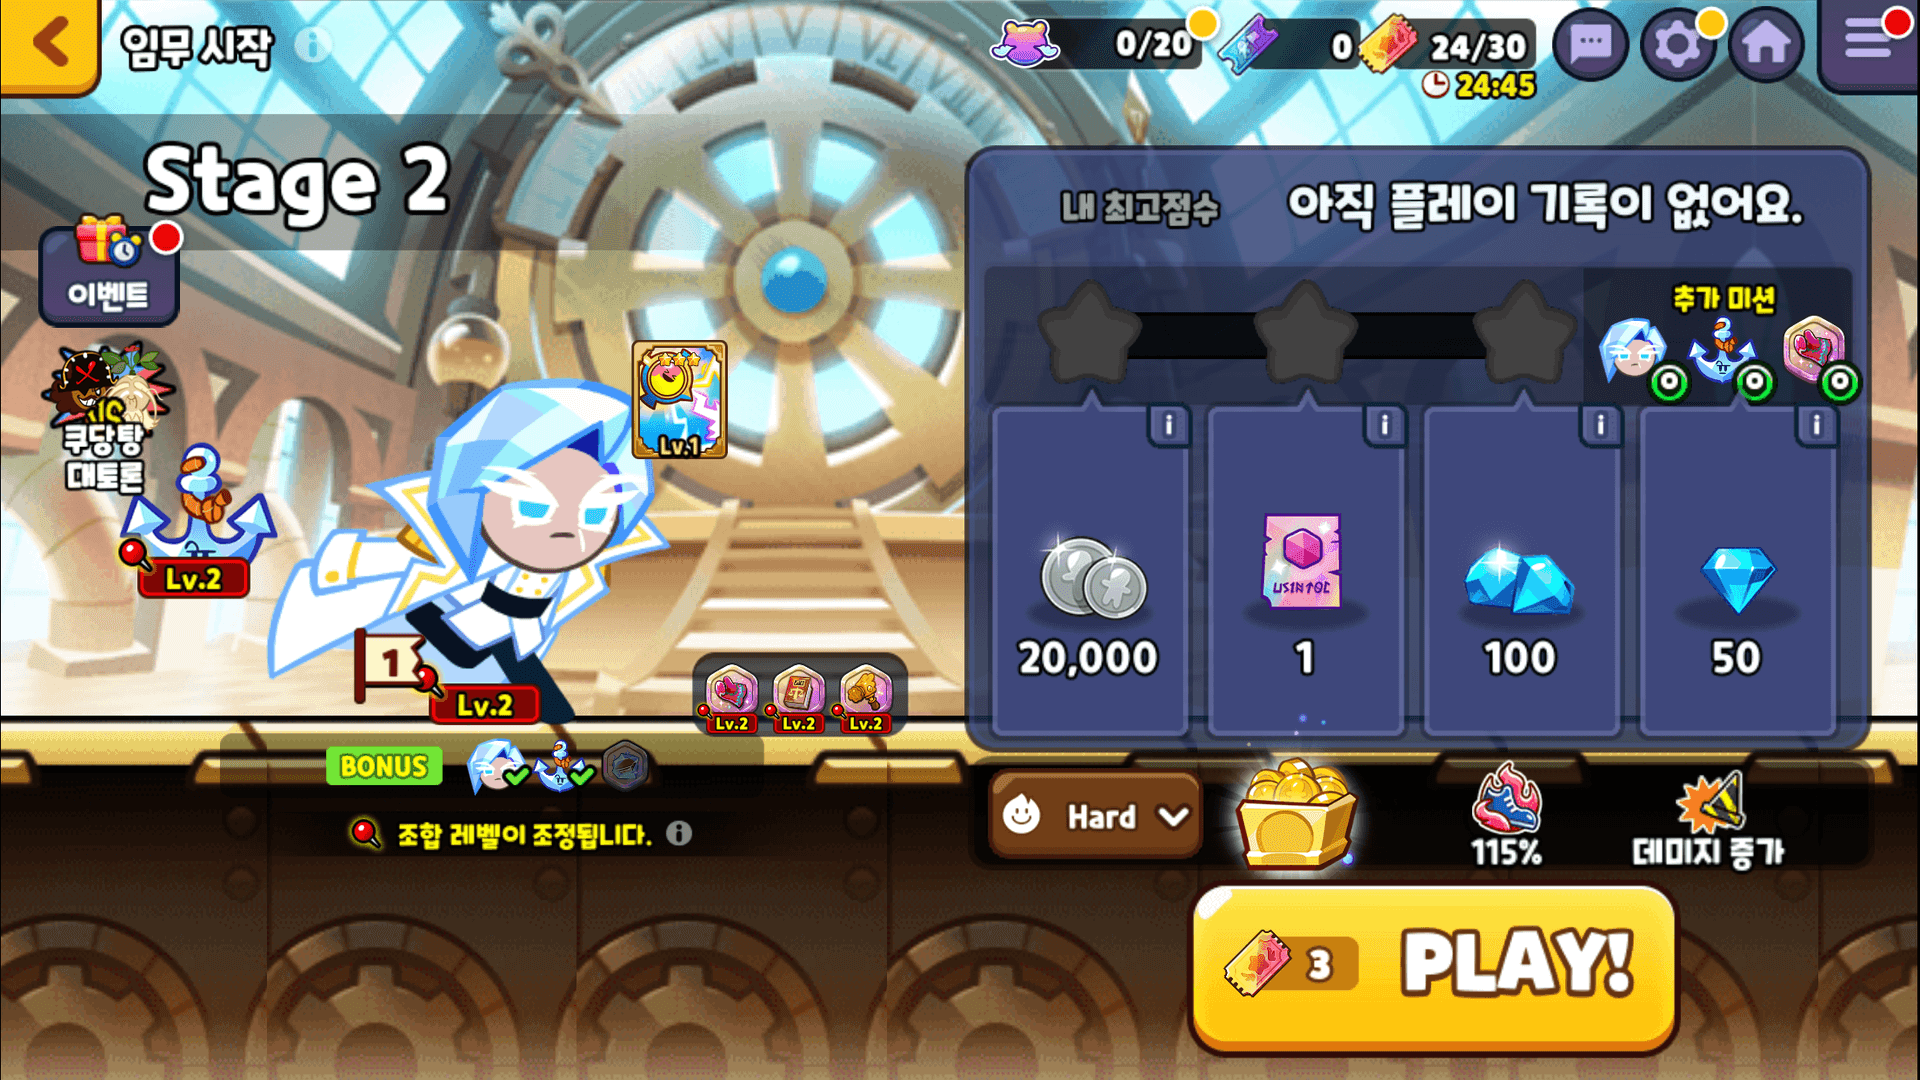 임무 시작
0/20
0
24/30
24:45
Stage 2
이벤트
쿠당탕
대토론
Lv.2
Lv.1
1
Lv.2
Lv.2
Lv.2
Lv.2
BONUS
조합 레벨이 조정됩니다.
내 최고점수
아직 플레이 기록이 없어요.
추가 미션
20,000
1
100
50
Hard
115%
데미지 증가
3
PLAY!